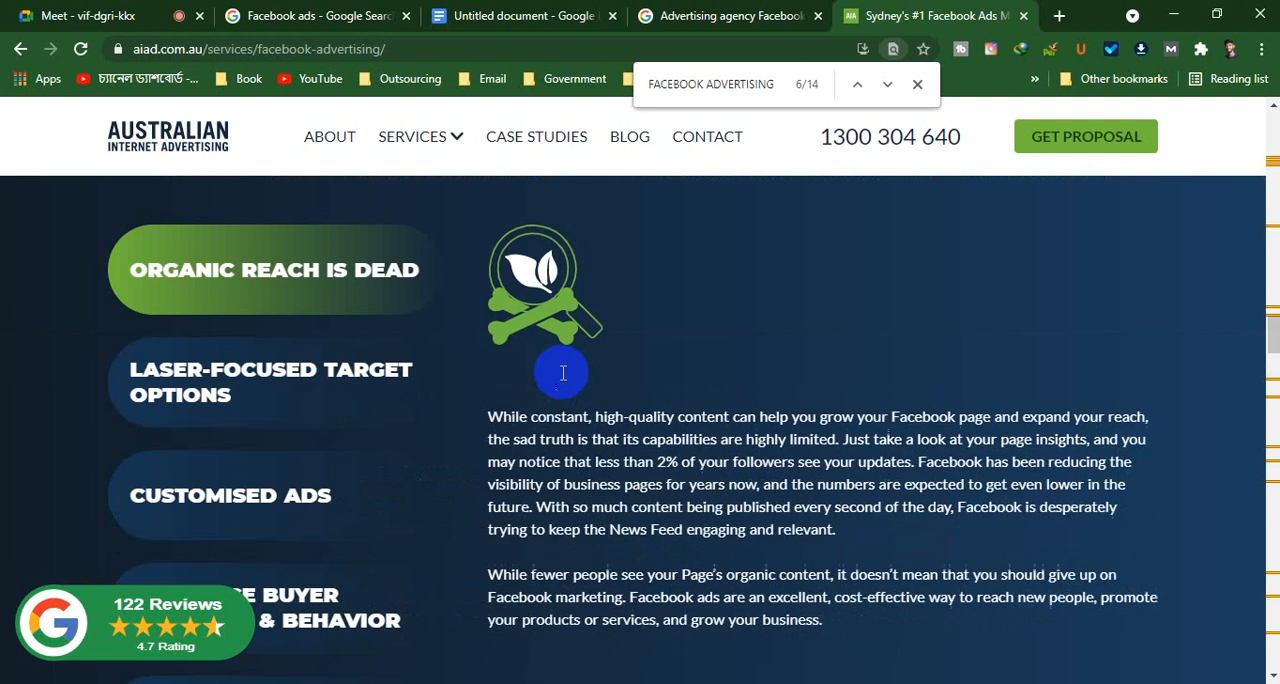 Meet - vif-dgri-kkx
Facebook ads - Google Searc
Untitled document - Google
Advertising agency Facebook
Sydney's #1 Facebook Ads M
aiad.com.au/services/facebook-advertising/
Apps
চ্যানেল ড্যাশবোর্ড -...
Book
YouTube
Outsourcing
Email
Government
Other bookmarks
Reading list
FACEBOOK ADVERTISING 6/14
AUSTRALIAN
INTERNET ADVERTISING
ABOUT SERVICES CASE STUDIES BLOG CONTACT
1300 304 640
GET PROPOSAL
ORGANIC REACH IS DEAD
LASER-FOCUSED TARGET
OPTIONS
CUSTOMISED ADS
BUYER
& BEHAVIOR
While constant, high-quality content can help you grow your Facebook page and expand your reach,
the sad truth is that its capabilities are highly limited. Just take a look at your page insights, and you
may notice that less than 2% of your followers see your updates. Facebook has been reducing the
visibility of business pages for years now, and the numbers are expected to get even lower in the
future. With so much content being published every second of the day, Facebook is desperately
trying to keep the News Feed engaging and relevant.
While fewer people see your Page's organic content, it doesn't mean that you should give up on
Facebook marketing. Facebook ads are an excellent, cost-effective way to reach new people, promote
your products or services, and grow your business.
122 Reviews
4.7 Rating